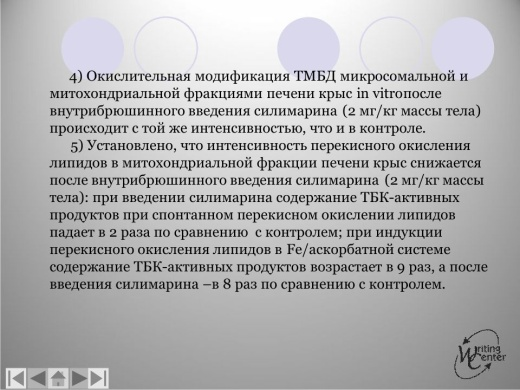 4) Окислительная модификация ТМБД микросомальной и
митохондриальной фракциями печени крыс in vitroпосле
внутрибрюшинного введения силимарина (2 мг/кг массы тела)
происходит с той же интенсивностью, что и в контроле.
5) Установлено, что интенсивность перекисного окисления
липидов в митохондриальной фракции печени крыс снижается
после внутрибрюшинного введения силимарина (2 мг/кг массы
тела): при введении силимарина содержание ТБК-активных
продуктов при спонтанном перекисном окислении липидов
падает в 2 раза по сравнению с контролем; при индукции
перекисного окисления липидов в Fe/аскорбатной системе
содержание ТБК-активных продуктов возрастает в 9 раз, а после
введения силимарина –в 8 раз по сравнению с контролем.
Writing
Center